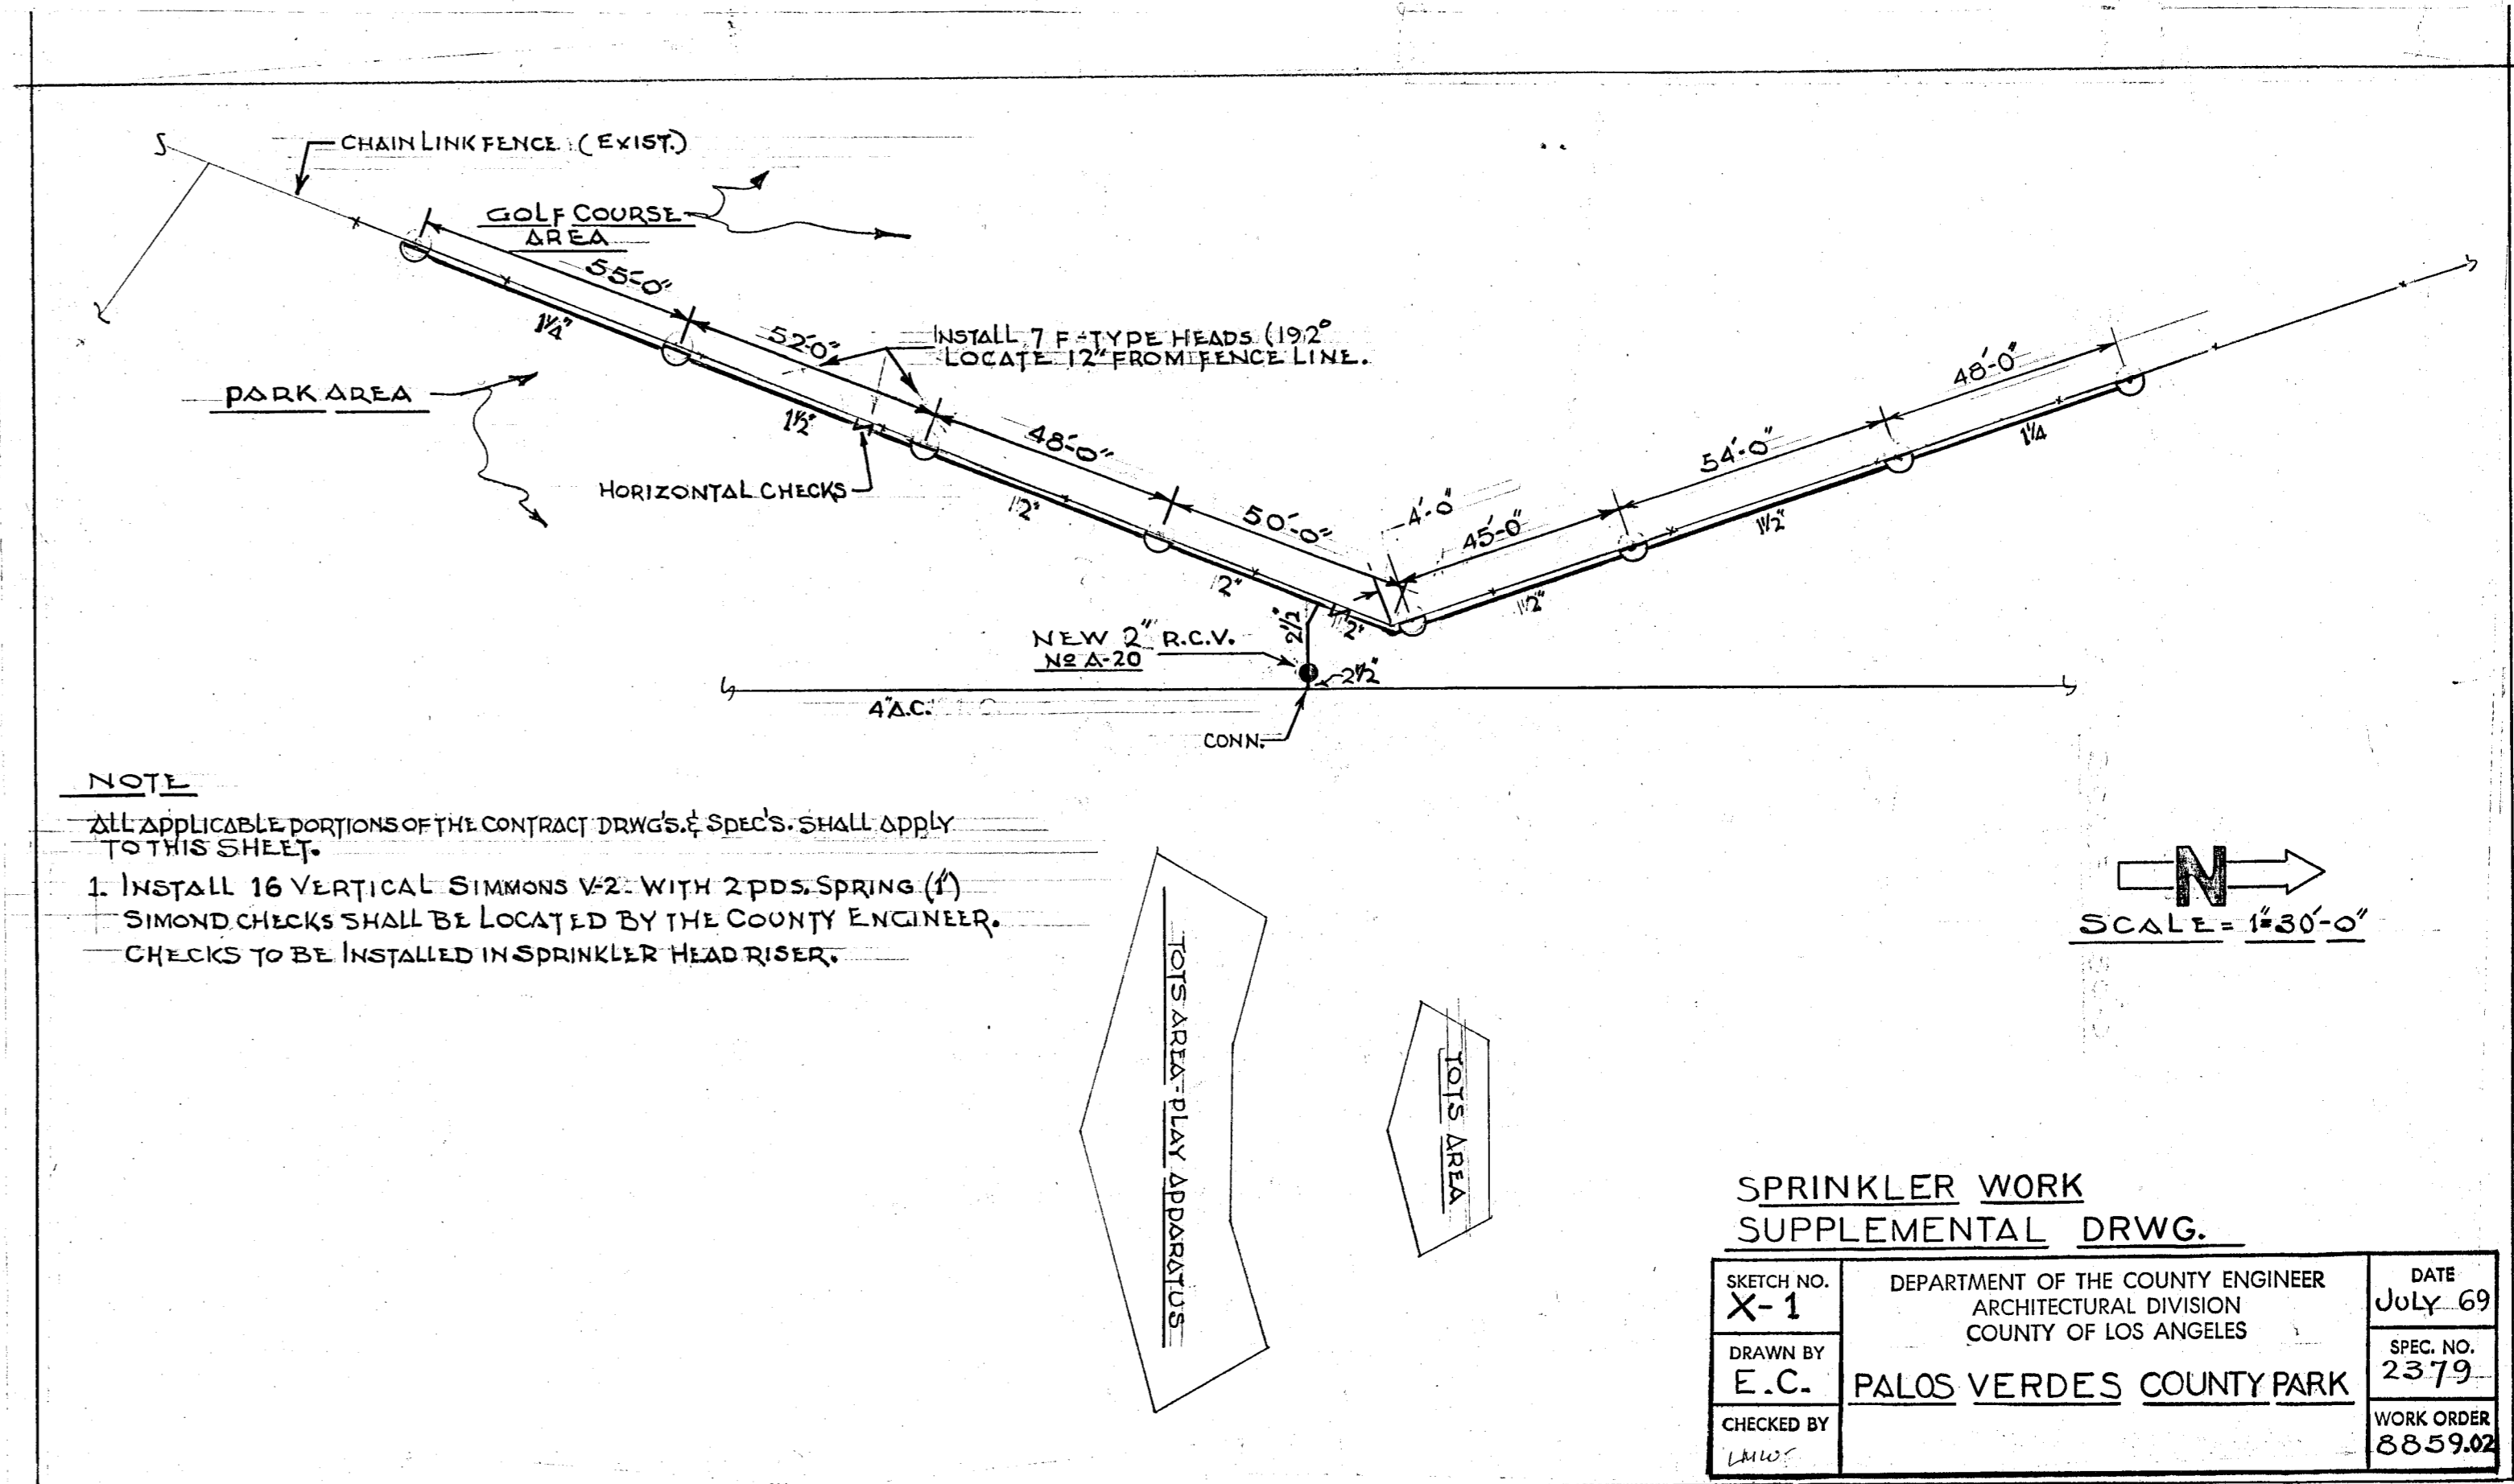 CHAIN LINK FENCE (EXIST.)
GOLF COURSE
AREA
55'-0"
1¼"
52'-0"
INSTALL 7 F-TYPE HEADS (192°
LOCATE 12" FROM FENCE LINE.
PARK AREA
1½"
48'-0"
HORIZONTAL CHECKS
2"
50'-0"
4'-0"
45'-0"
54'-0"
48'-0"
1¼
1½"
1½"
2"
2½"
2"
NEW 2" R.C.V.
Nº A-20
2½"
4" A.C.
CONN.
NOTE
ALL APPLICABLE PORTIONS OF THE CONTRACT DRWG'S. & SPEC'S. SHALL APPLY
TO THIS SHEET.
1. INSTALL 16 VERTICAL SIMMONS V-2. WITH 2 PDS. SPRING (1")
SIMOND CHECKS SHALL BE LOCATED BY THE COUNTY ENGINEER.
CHECKS TO BE INSTALLED IN SPRINKLER HEAD RISER.
TOTS AREA-PLAY APPARATUS
TOTS AREA
N
SCALE = 1"=30'-0"
SPRINKLER WORK
SUPPLEMENTAL DRWG.
SKETCH NO.
X-1
DRAWN BY
E.C.
CHECKED BY
DEPARTMENT OF THE COUNTY ENGINEER
ARCHITECTURAL DIVISION
COUNTY OF LOS ANGELES
PALOS VERDES COUNTY PARK
DATE
JULY 69
SPEC. NO.
2379
WORK ORDER
8859.02